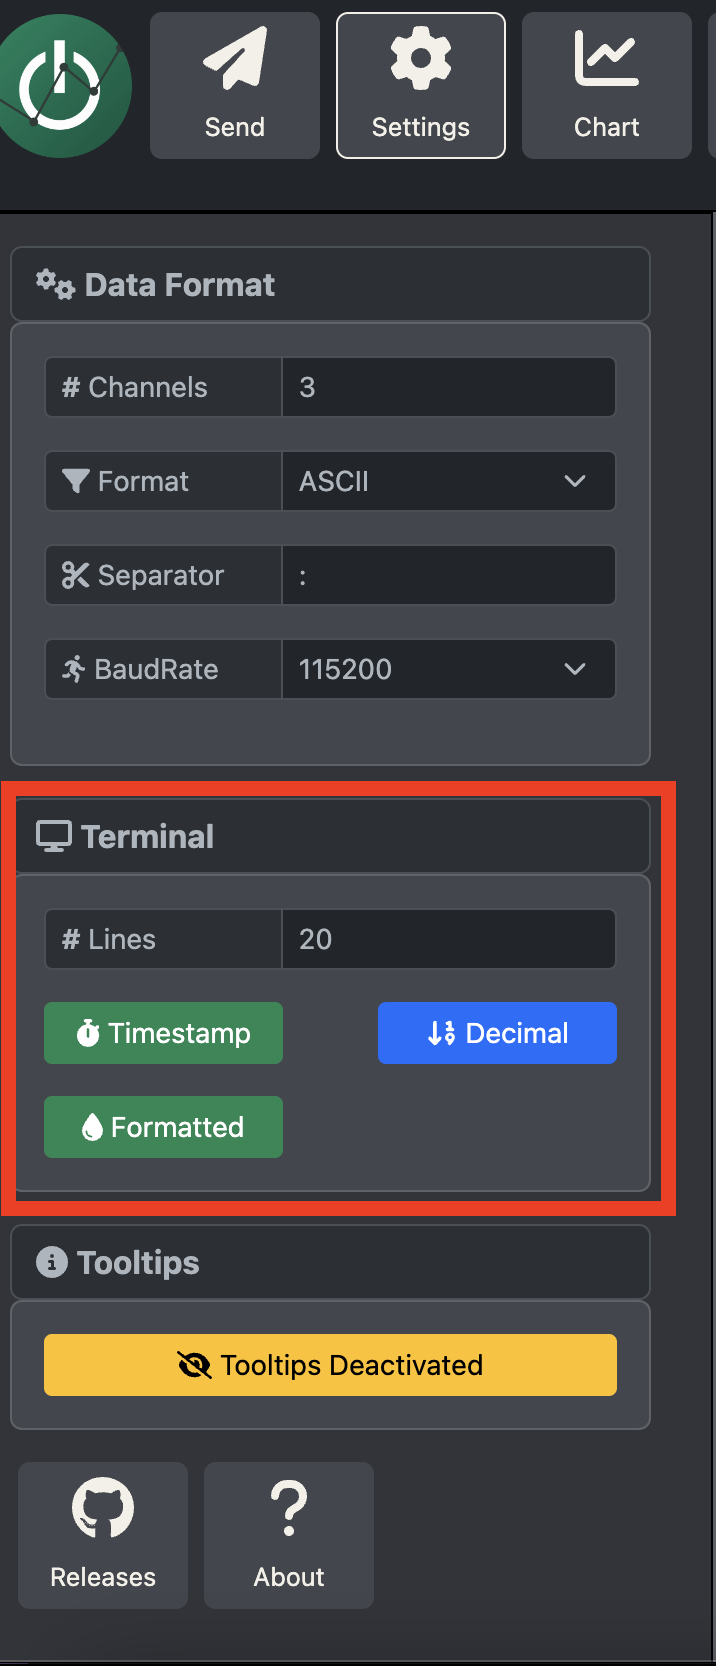 Send
Settings
Chart
Data Format
# Channels
3
Format
ASCII
Separator
:
BaudRate
115200
Terminal
# Lines
20
Timestamp
Decimal
Formatted
Tooltips
Tooltips Deactivated
Releases
About